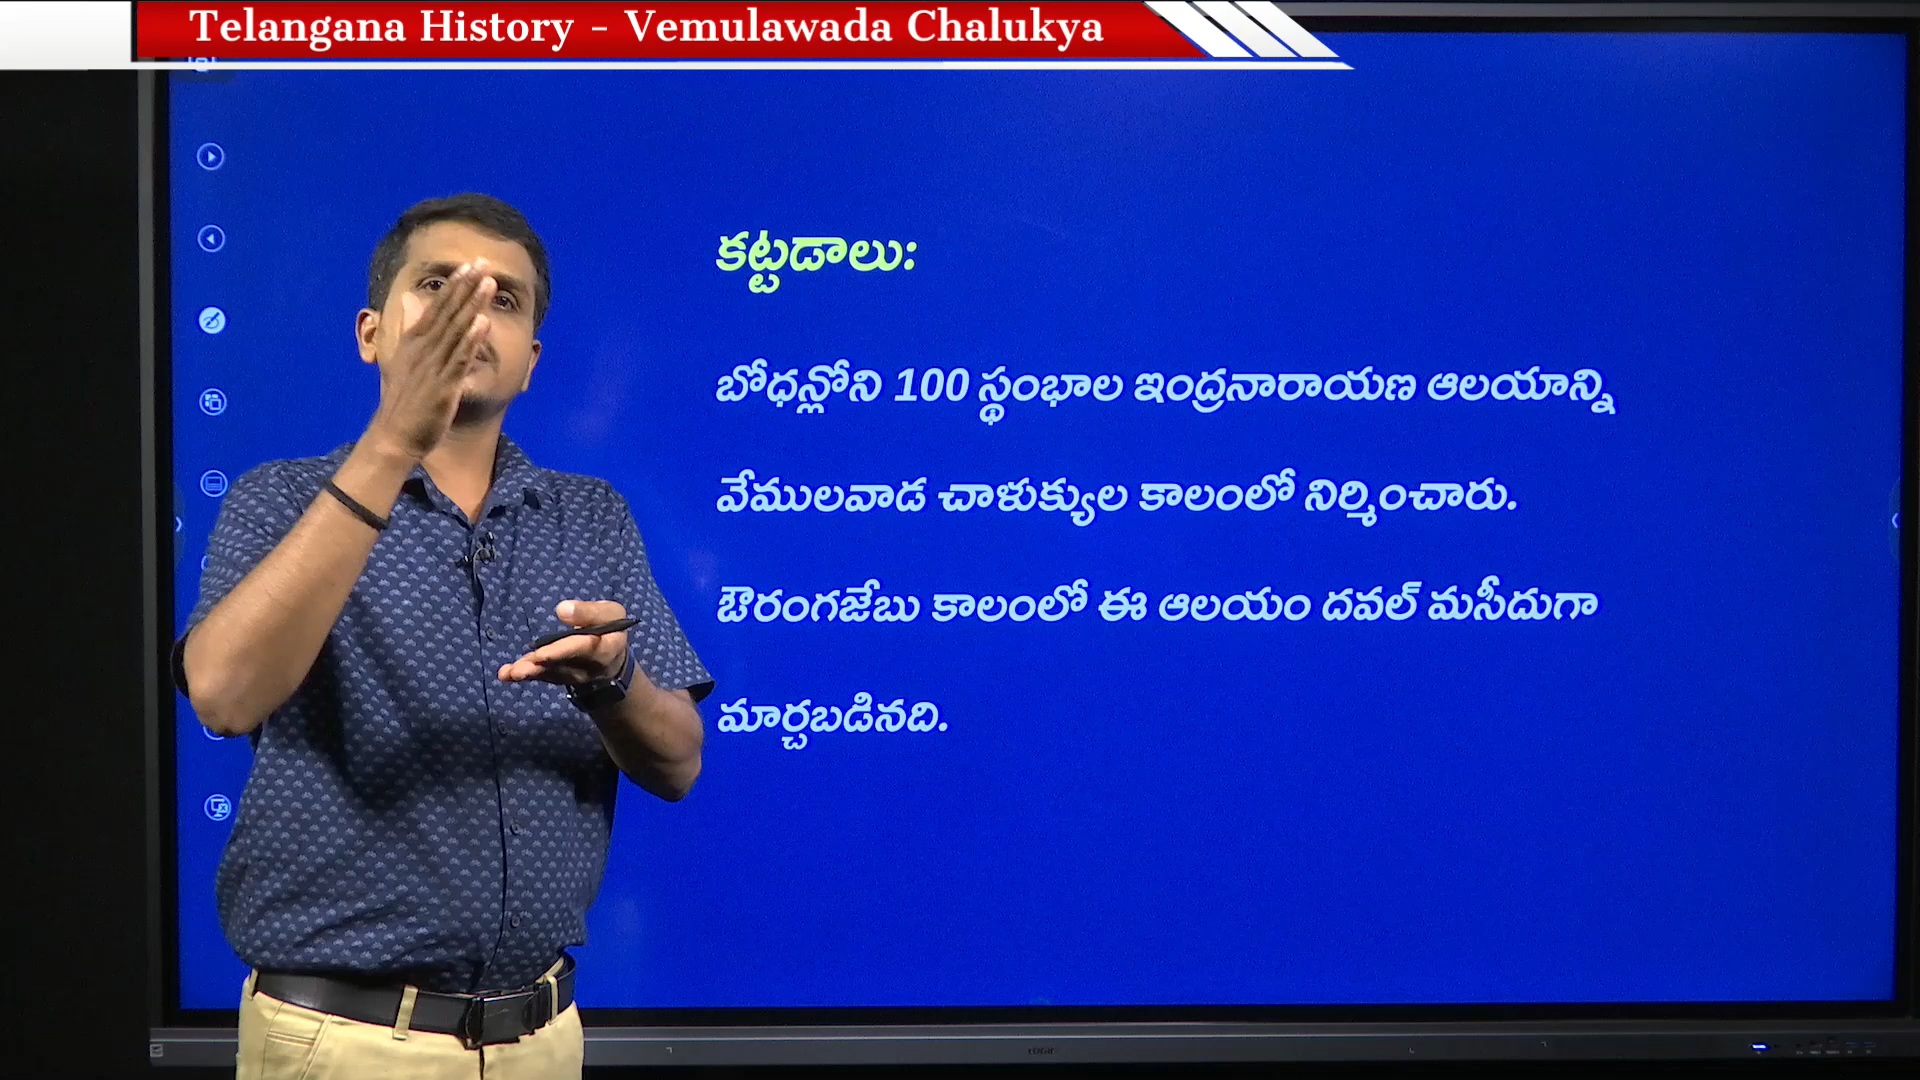 Telangana History - Vemulawada Chalukya
కట్టడాలు:
బోధన్లోని 100 స్థంభాల ఇంద్రనారాయణ ఆలయాన్ని
వేములవాడ చాళుక్యుల కాలంలో నిర్మించారు.
ఔరంగజేబు కాలంలో ఈ ఆలయం దవల్ మసీదుగా
మార్చబడినది.